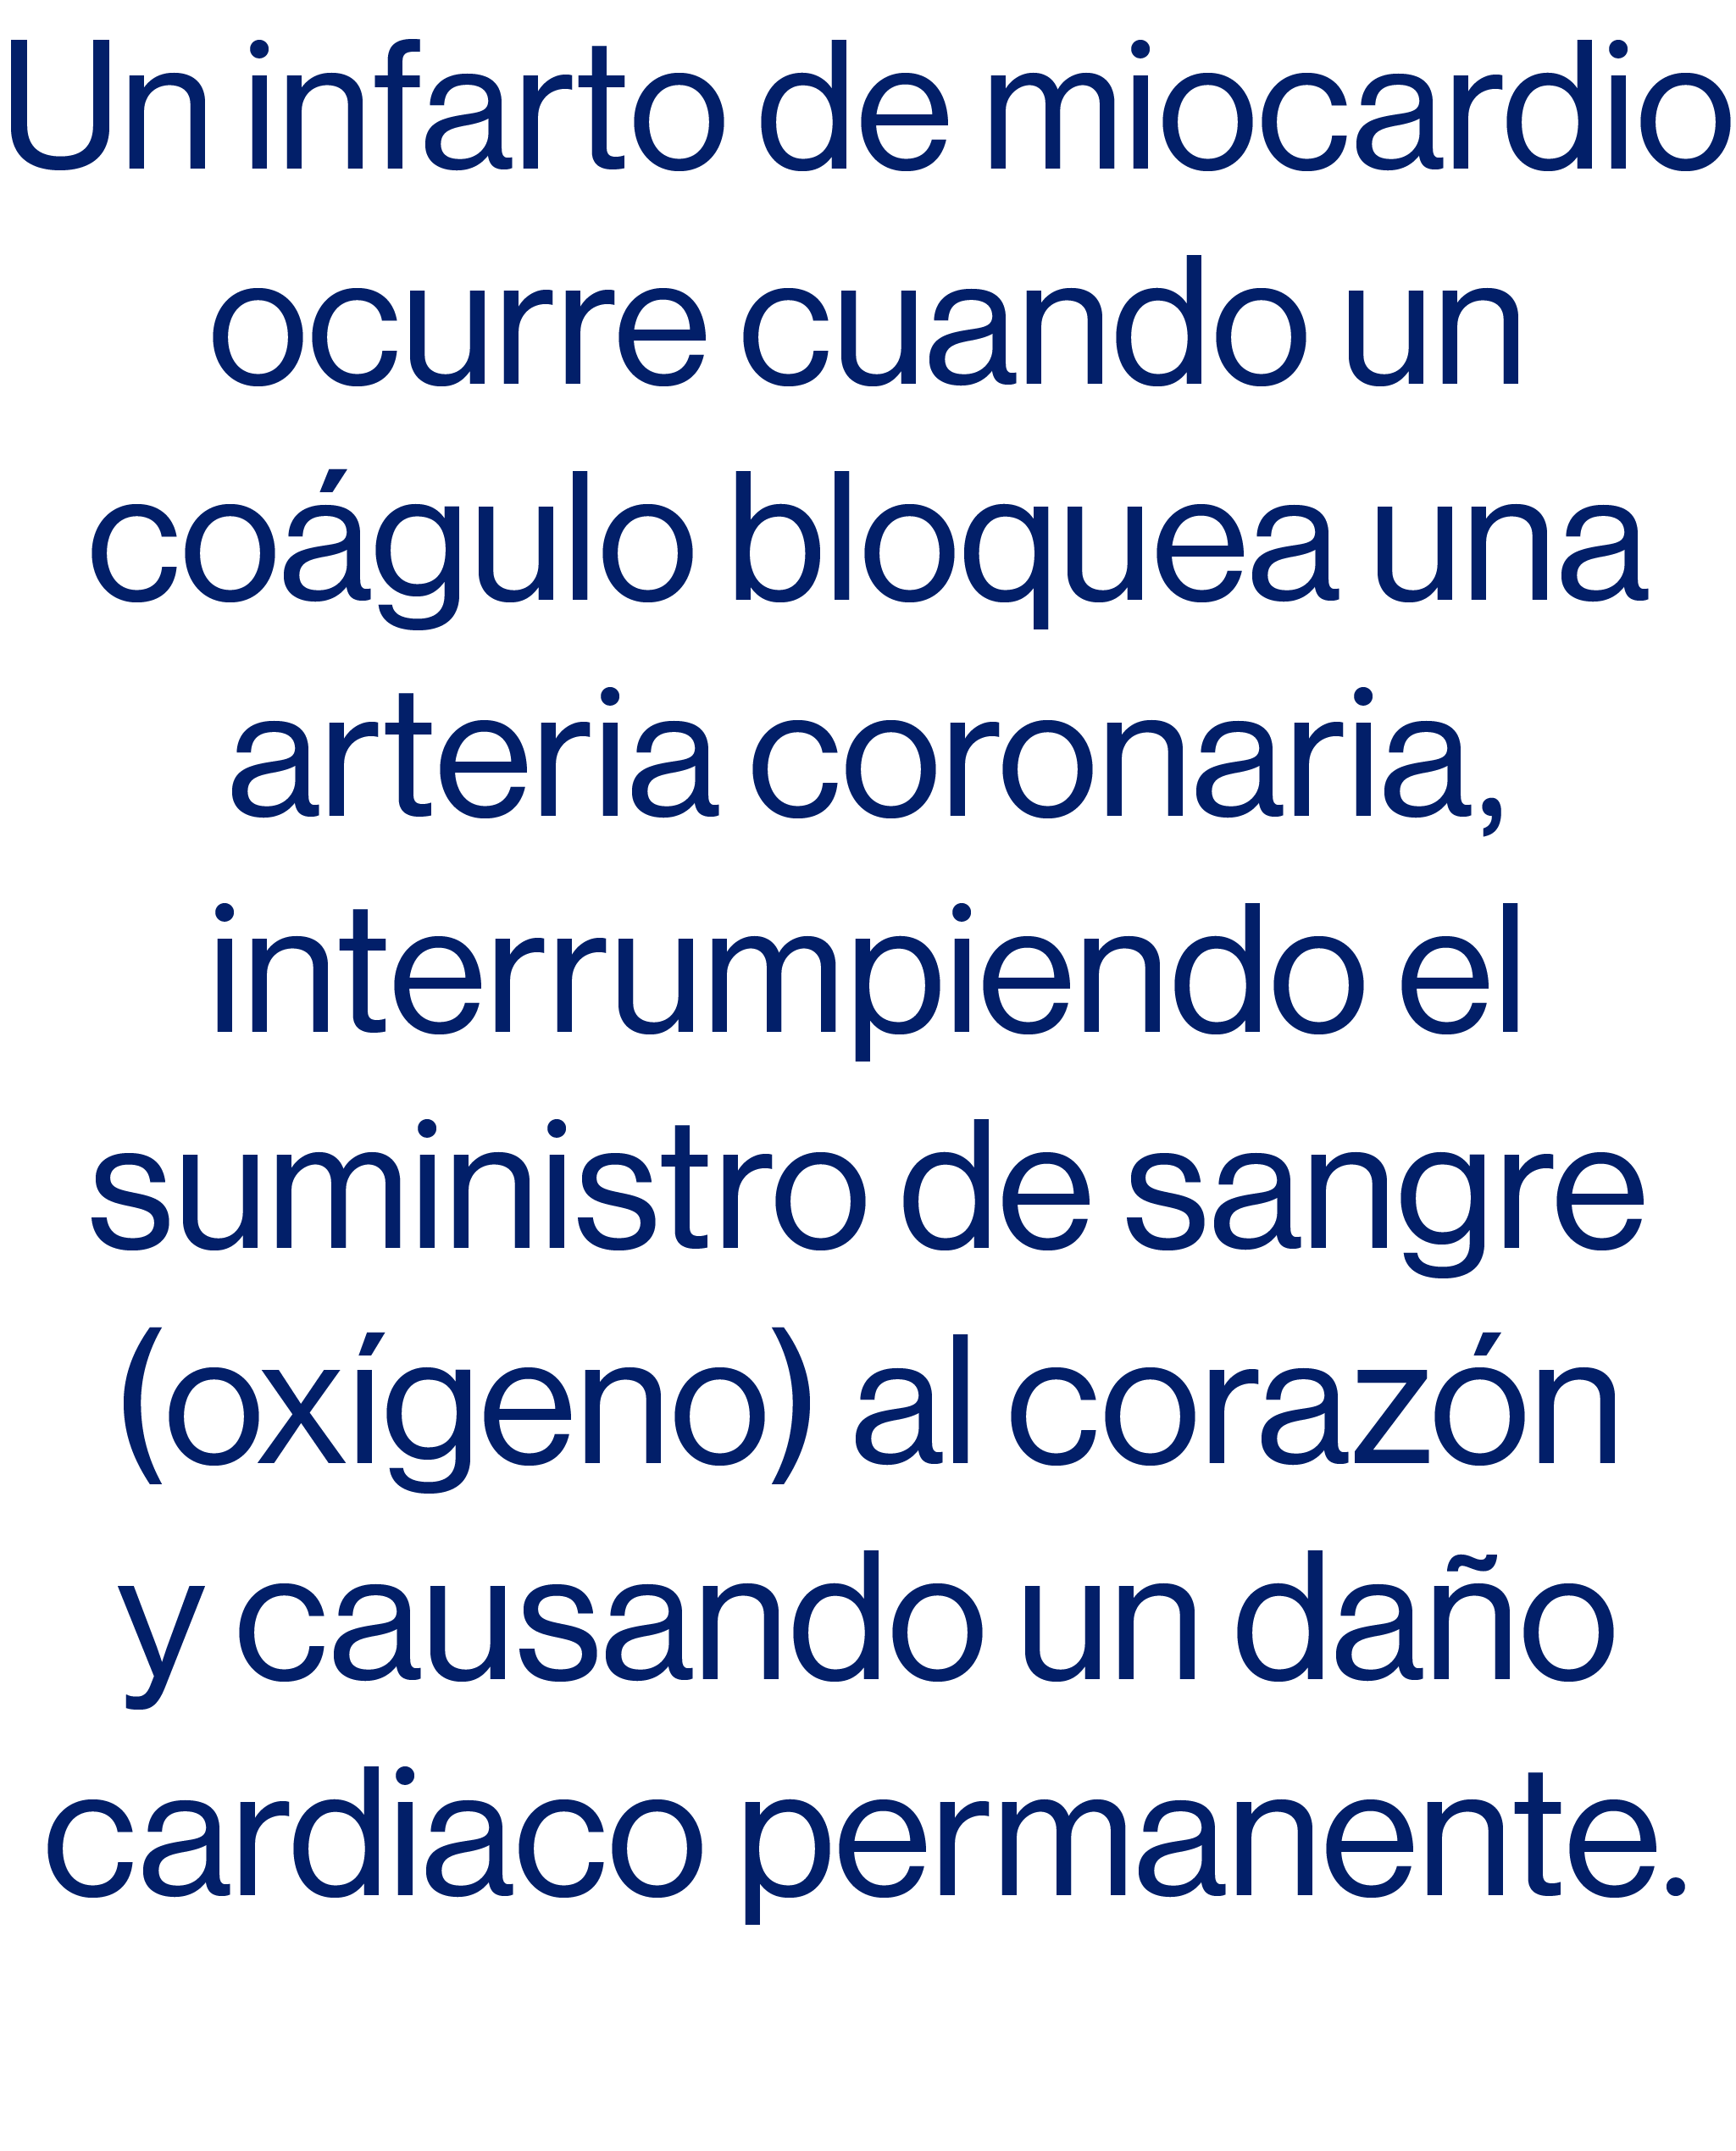 Un infarto de miocardio
ocurre cuando un
coágulo bloquea una
arteria coronaria,
interrumpiendo el
suministro de sangre
(oxígeno) al corazón
y causando un daño
cardiaco permanente.